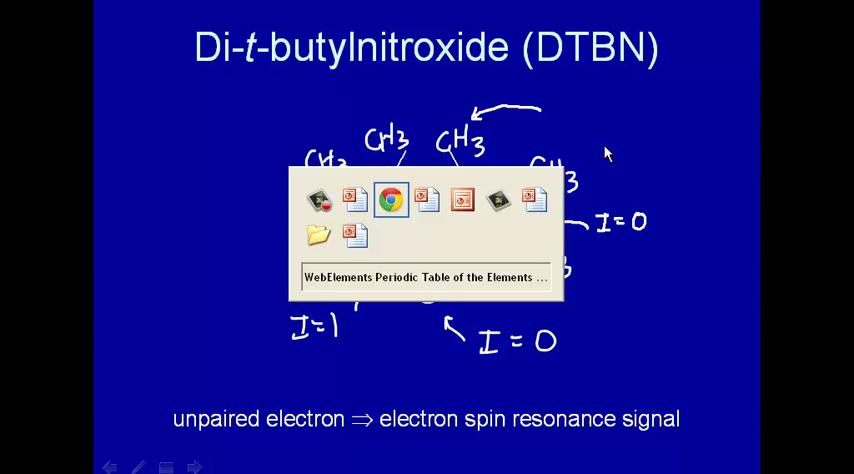 Di-t-butylnitroxide (DTBN)
CH3 CH3
I=0
WebElements Periodic Table of the Elements ...
I=1
I = 0
unpaired electron ⇒ electron spin resonance signal